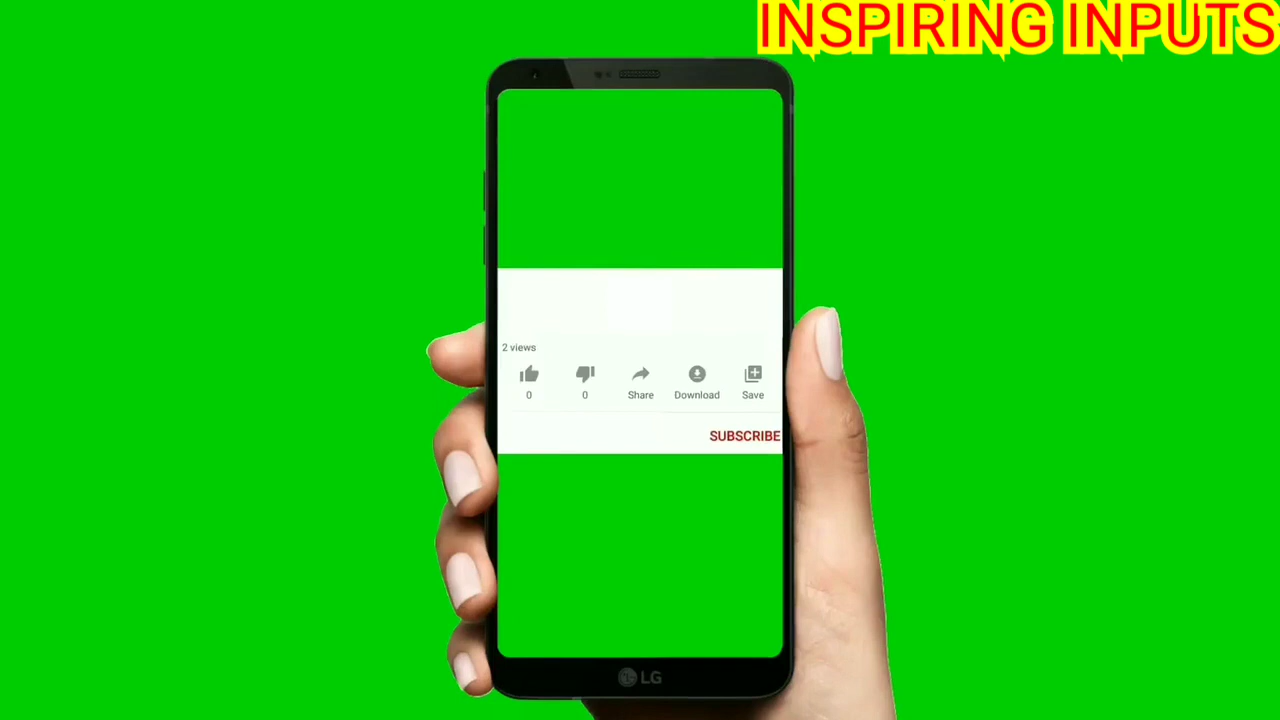 INSPIRING INPUTS
2 views
0 0 Share Download Save
SUBSCRIBE
LG